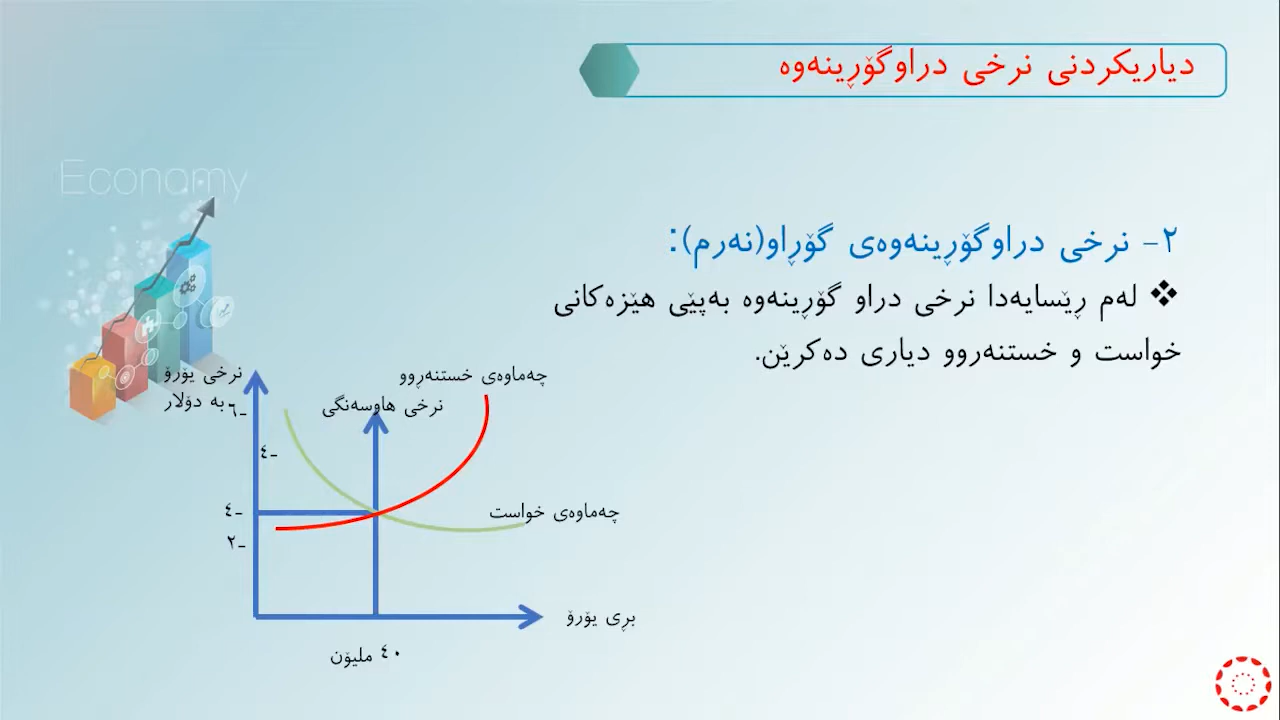 دیاریکردنی نرخی دراوگۆڕینەوە
Economy
٢- نرخی دراوگۆڕینەوەی گۆڕاو(نەرم):
❖ لەم ڕێسایەدا نرخی دراو گۆڕینەوە بەپێی هێزەکانی
خواست و خستنەروو دیاری دەکرێن.
نرخی یۆرۆ
بە دۆلار
چەماوەی خستنەڕوو
نرخی هاوسەنگی
-٦
-٤
-٤
-٢
چەماوەی خواست
بڕی یۆرۆ
٤٠ ملیۆن